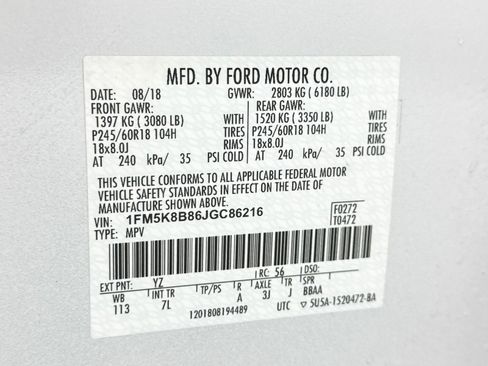 MFD. BY FORD MOTOR CO.
DATE: 08/18 GVWR: 2803 KG ( 6180 LB)
FRONT GAWR: REAR GAWR:
1397 KG ( 3080 LB) WITH 1520 KG ( 3350 LB) WITH
P245/60R18 104H TIRES P245/60R18 104H TIRES
18x8.0J RIMS 18x8.0J RIMS
AT 240 kPa/ 35 PSI COLD AT 240 kPa/ 35 PSI COLD
THIS VEHICLE CONFORMS TO ALL APPLICABLE FEDERAL MOTOR
VEHICLE SAFETY STANDARDS IN EFFECT ON THE DATE OF
MANUFACTURE SHOWN ABOVE.
VIN: 1FM5K8B86JGC86216 F0272
TYPE: MPV T0472
EXT PNT: YZ RC: 56 DSO:
WB INT TR TP/PS R AXLE TR SPR
113 7L A 3J J BBAA
1201808194489 UTC ▽ 5U5A-1520472-BA